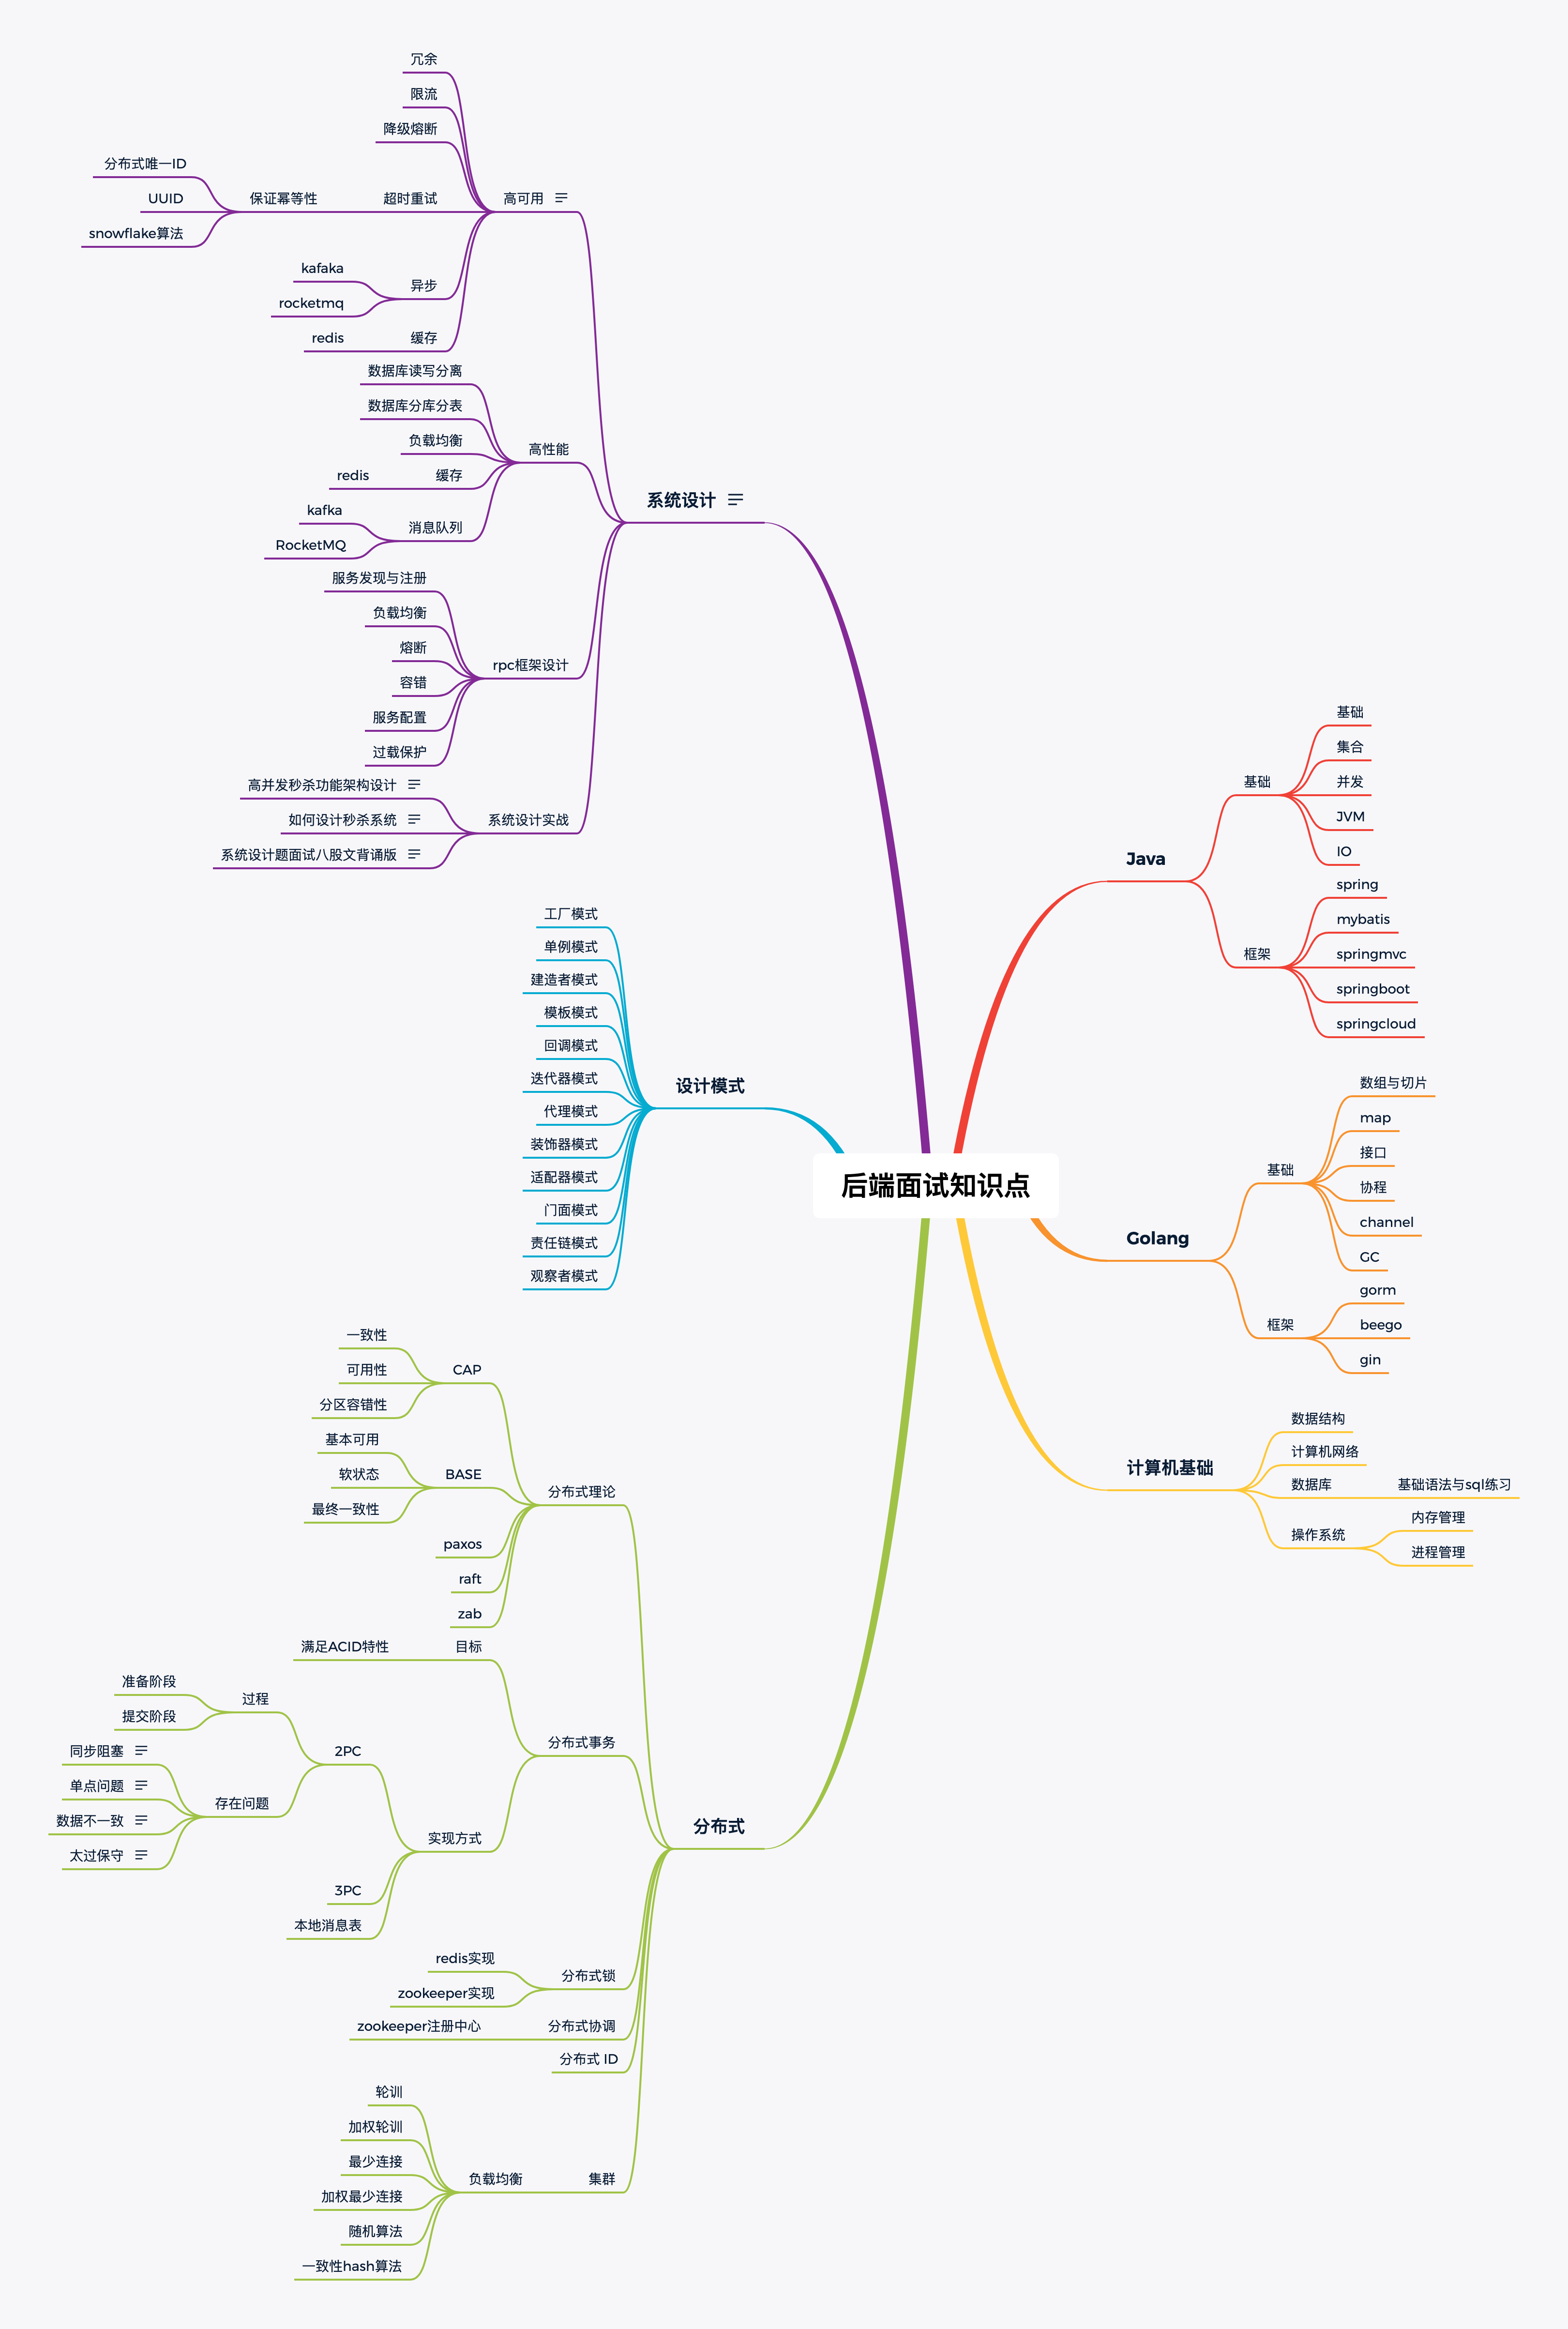 后端面试知识点
Java
基础
基础
集合
并发
JVM
IO
框架
spring
mybatis
springmvc
springboot
springcloud
Golang
基础
数组与切片
map
接口
协程
channel
GC
框架
gorm
beego
gin
计算机基础
数据结构
计算机网络
数据库
基础语法与sql练习
操作系统
内存管理
进程管理
系统设计
高可用
冗余
限流
降级熔断
超时重试
保证幂等性
分布式唯一ID
UUID
snowflake算法
异步
kafaka
rocketmq
缓存
redis
高性能
数据库读写分离
数据库分库分表
负载均衡
缓存
redis
消息队列
kafka
RocketMQ
rpc框架设计
服务发现与注册
负载均衡
熔断
容错
服务配置
过载保护
系统设计实战
高并发秒杀功能架构设计
如何设计秒杀系统
系统设计题面试八股文背诵版
设计模式
工厂模式
单例模式
建造者模式
模板模式
回调模式
迭代器模式
代理模式
装饰器模式
适配器模式
门面模式
责任链模式
观察者模式
分布式
分布式理论
CAP
一致性
可用性
分区容错性
BASE
基本可用
软状态
最终一致性
paxos
raft
zab
分布式事务
目标
满足ACID特性
实现方式
2PC
过程
准备阶段
提交阶段
存在问题
同步阻塞
单点问题
数据不一致
太过保守
3PC
本地消息表
分布式锁
redis实现
zookeeper实现
分布式协调
zookeeper注册中心
分布式 ID
集群
负载均衡
轮训
加权轮训
最少连接
加权最少连接
随机算法
一致性hash算法